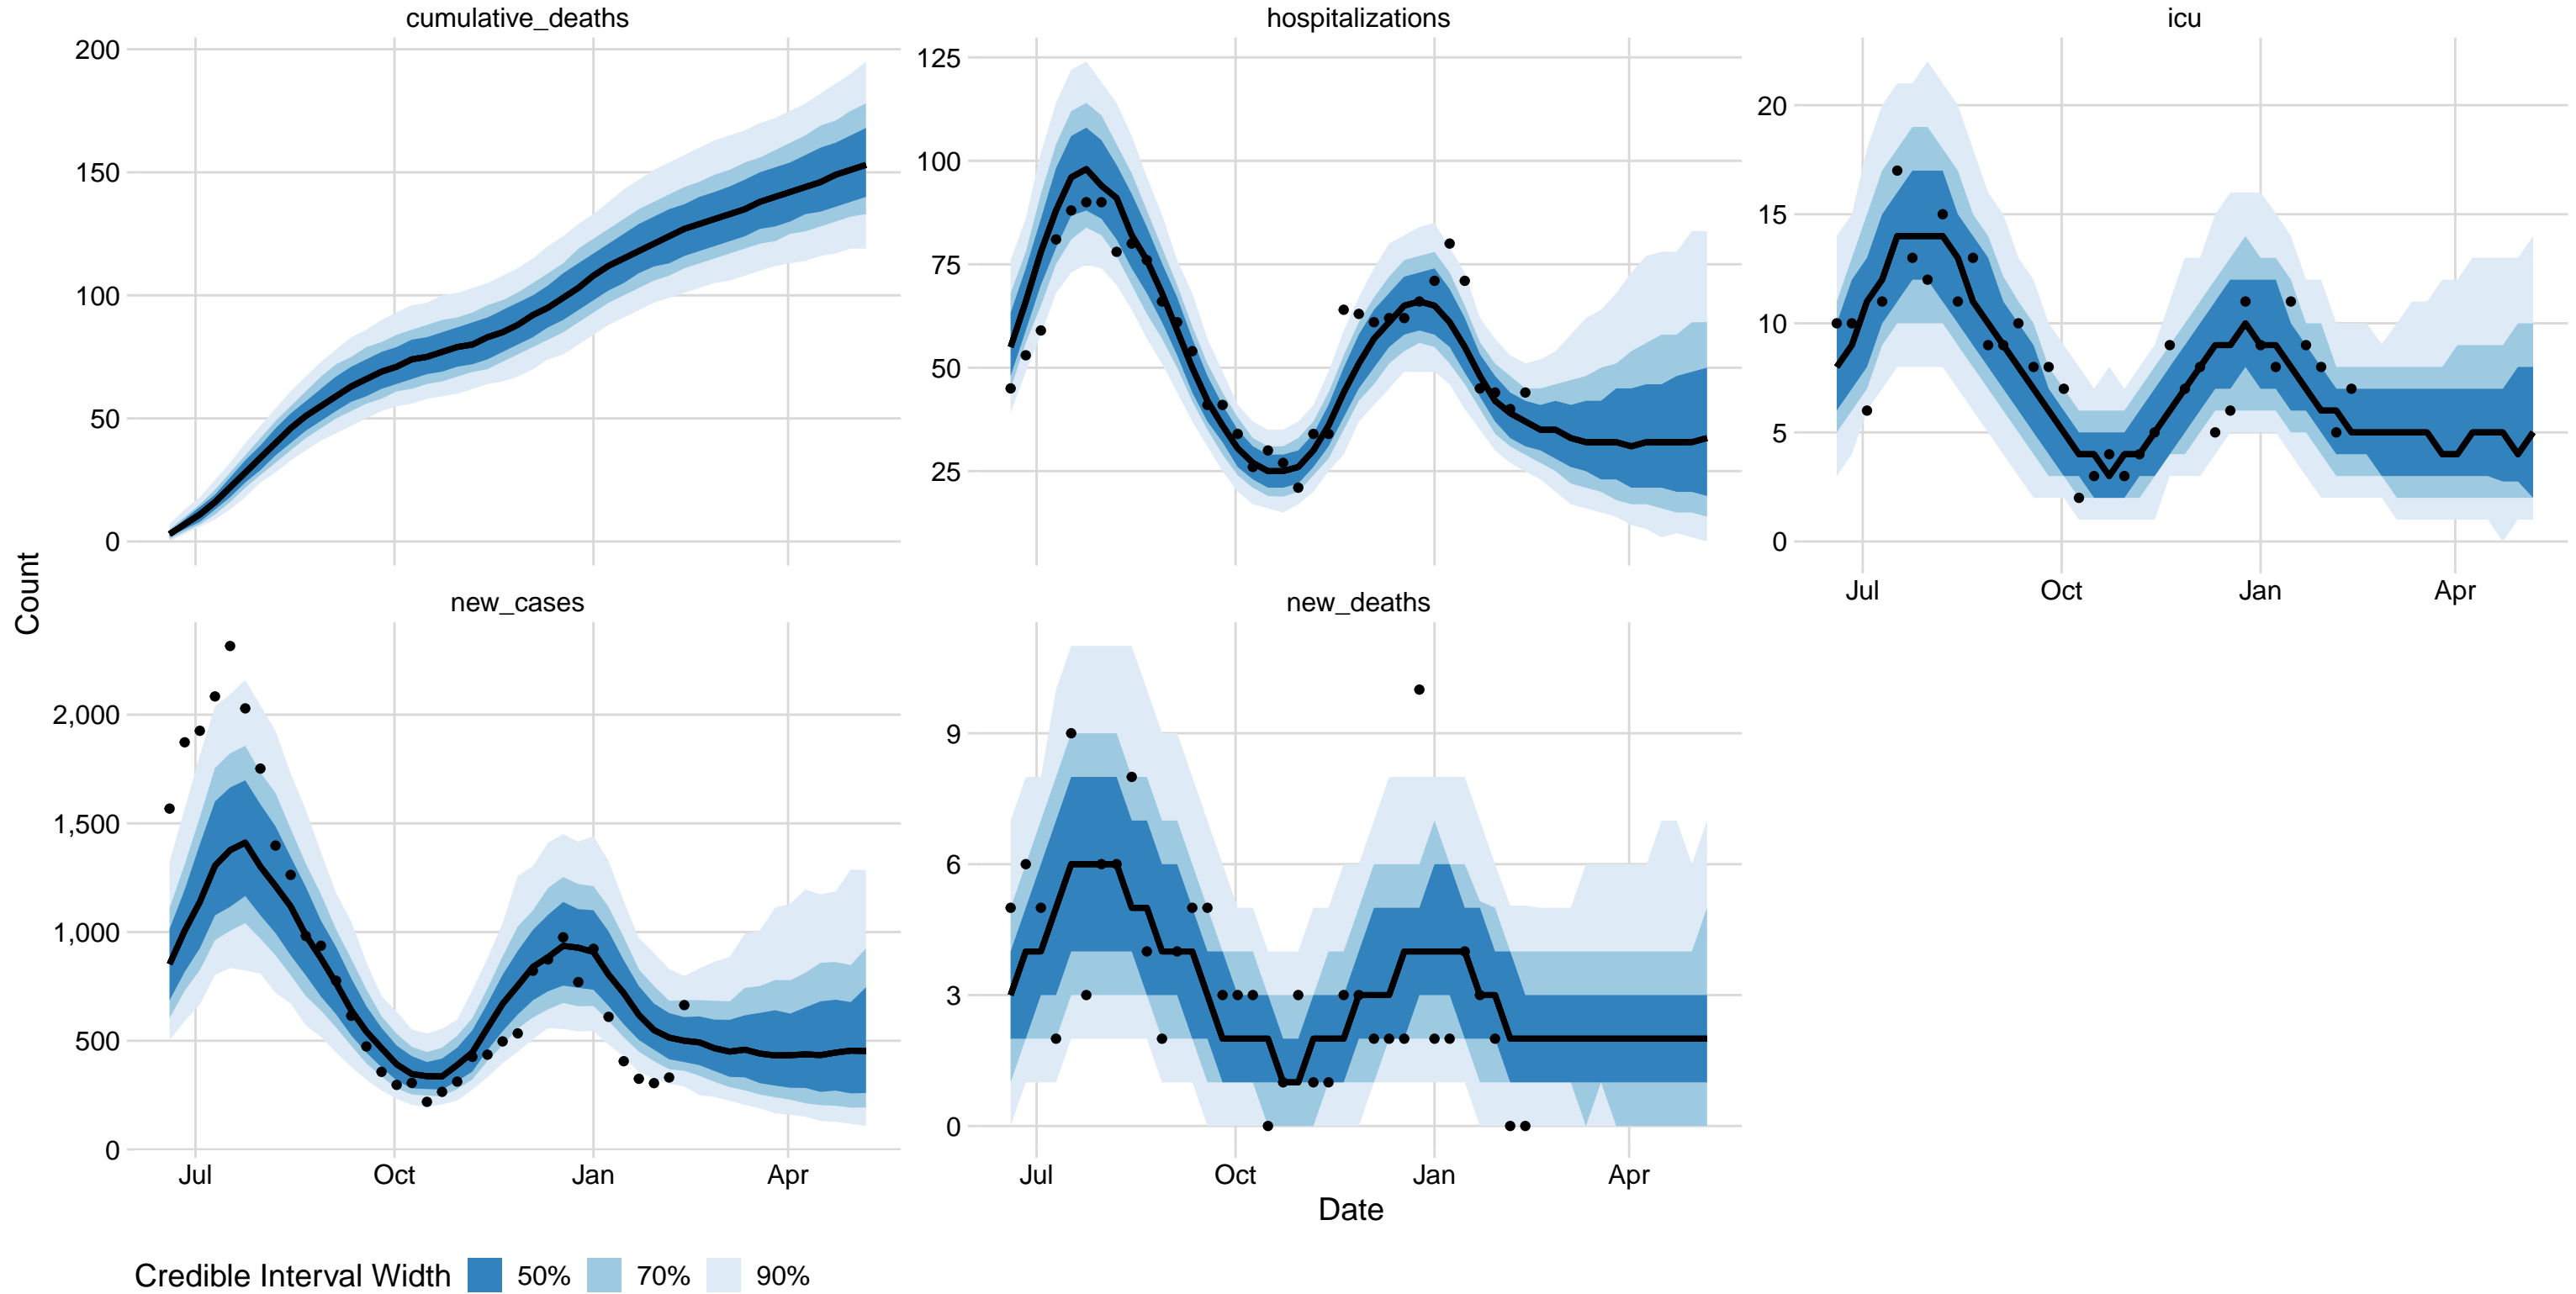 cumulative_deaths
hospitalizations
icu
200
150
100
50
0
125
100
75
50
25
20
15
10
5
0
Jul Oct Jan Apr
Count
new_cases
new_deaths
2,000
1,500
1,000
500
0
9
6
3
0
Jul Oct Jan Apr
Jul Oct Jan Apr
Date
Credible Interval Width 50% 70% 90%